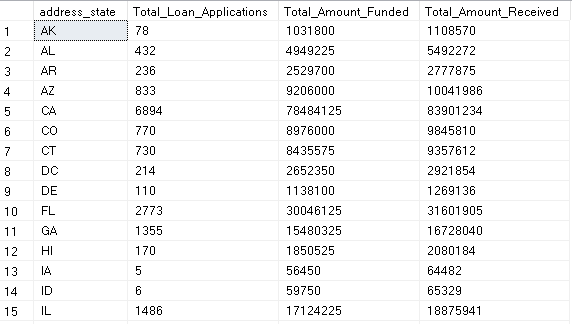 address_state Total_Loan_Applications Total_Amount_Funded Total_Amount_Received
1 AK 78 1031800 1108570
2 AL 432 4949225 5492272
3 AR 236 2529700 2777875
4 AZ 833 9206000 10041986
5 CA 6894 78484125 83901234
6 CO 770 8976000 9845810
7 CT 730 8435575 9357612
8 DC 214 2652350 2921854
9 DE 110 1138100 1269136
10 FL 2773 30046125 31601905
11 GA 1355 15480325 16728040
12 HI 170 1850525 2080184
13 IA 5 56450 64482
14 ID 6 59750 65329
15 IL 1486 17124225 18875941